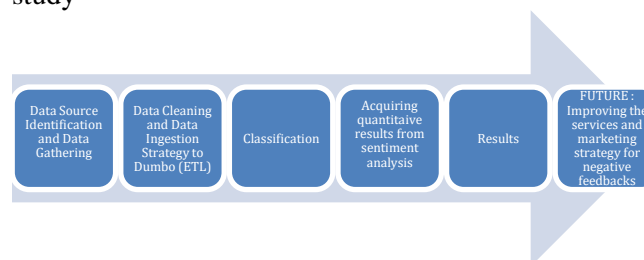 study
Data Source
Identification
and Data
Gathering
Data Cleaning
and Data
Ingestion
Strategy to
Dumbo (ETL)
Classification
Acquiring
quantitaive
results from
sentiment
analysis
Results
FUTURE :
Improving the
services and
marketing
strategy for
negative
feedbacks